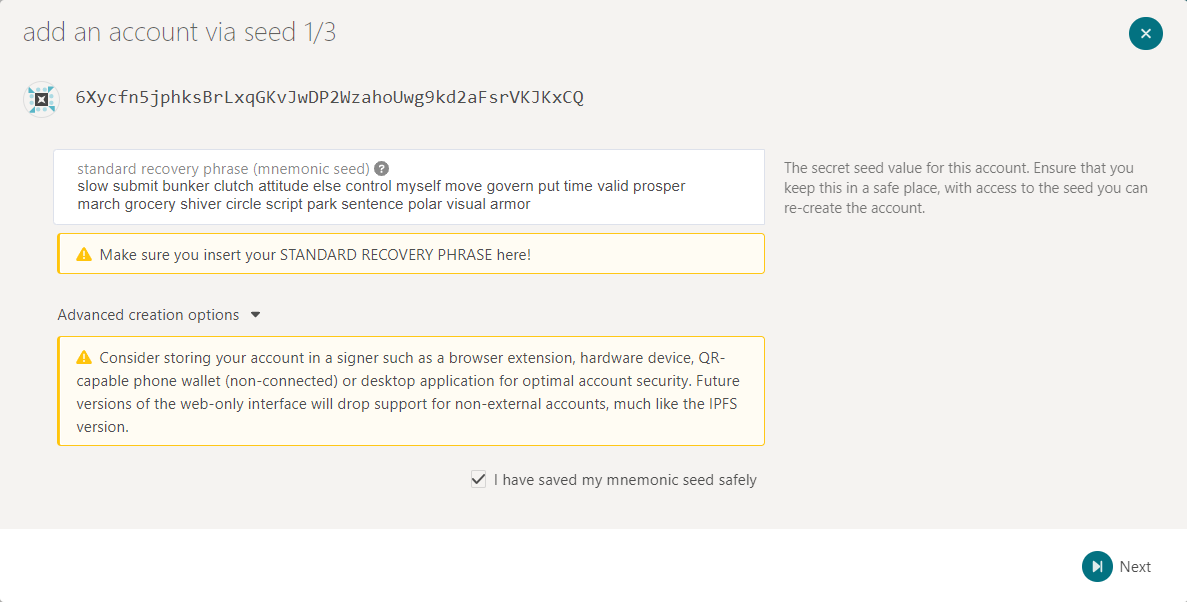 add an account via seed 1/3
6Xycfn5jphksBrLxqGKvJwDP2WzahoUwg9kd2aFsrVKJKxCQ
standard recovery phrase (mnemonic seed)
slow submit bunker clutch attitude else control myself move govern put time valid prosper
march grocery shiver circle script park sentence polar visual armor
The secret seed value for this account. Ensure that you
keep this in a safe place, with access to the seed you can
re-create the account.
Make sure you insert your STANDARD RECOVERY PHRASE here!
Advanced creation options
Consider storing your account in a signer such as a browser extension, hardware device, QR-
capable phone wallet (non-connected) or desktop application for optimal account security. Future
versions of the web-only interface will drop support for non-external accounts, much like the IPFS
version.
I have saved my mnemonic seed safely
Next